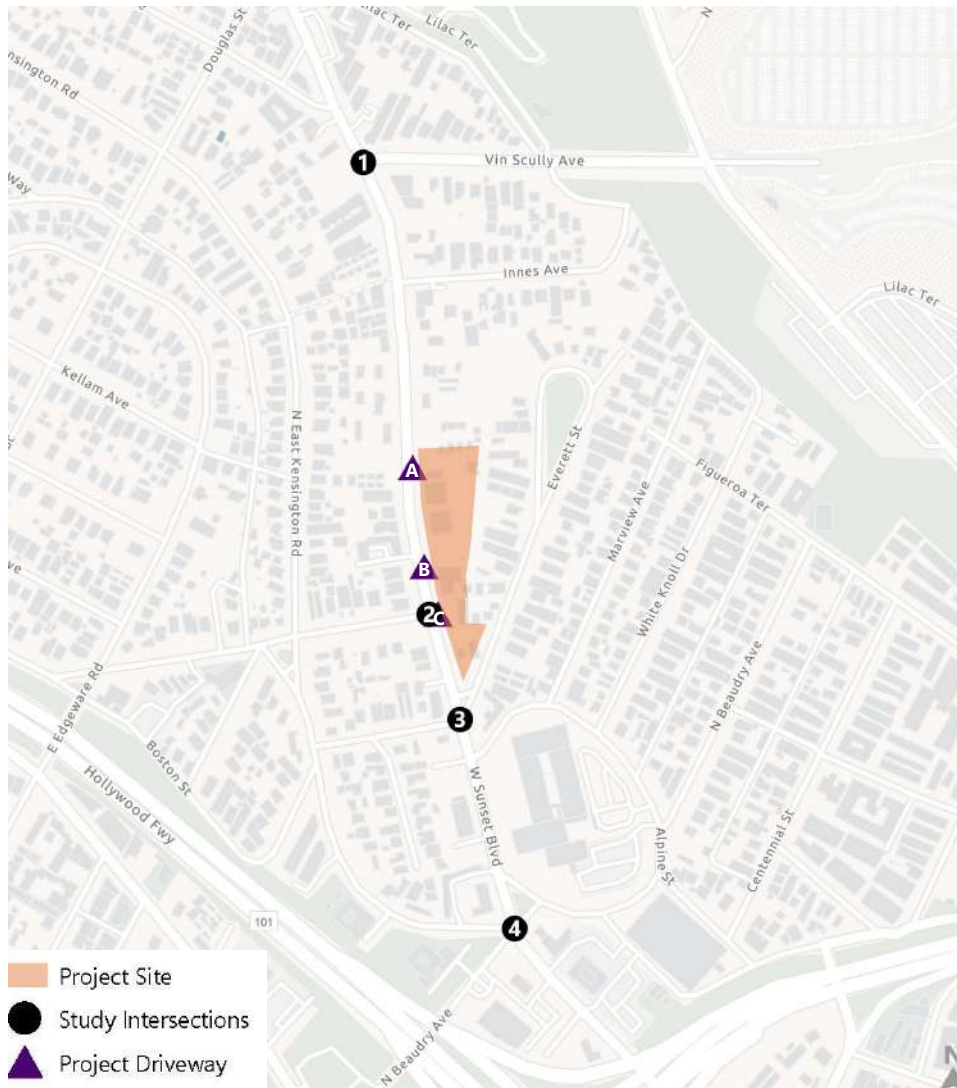 Lilac Ter
Lilac Ter
Douglas St
N
nsington Rd
1
Vin Scully Ave
Way
Innes Ave
Lilac Ter
Kellam Ave
N East Kensington Rd
A
Everett St
Figueroa Ter
Marview Ave
B
White Knoll Dr
2
C
N Beaudry Ave
E Edgeware Rd
3
Boston St
W Sunset Blvd
Hollywood Fwy
Alpine St
Centennial St
101
4
N Beaudry Ave
Project Site
Study Intersections
Project Driveway
N